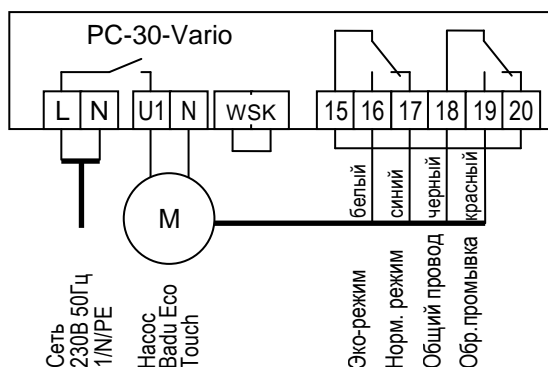 PC-30-Vario
L N U1 N WSK 15 16 17 18 19 20
M
белый
синий
черный
красный
Сеть
230В 50Гц
1/N/PE
Насос
Badu Eco
Touch
Эко-режим
Норм. режим
Общий провод
Обр.промывка